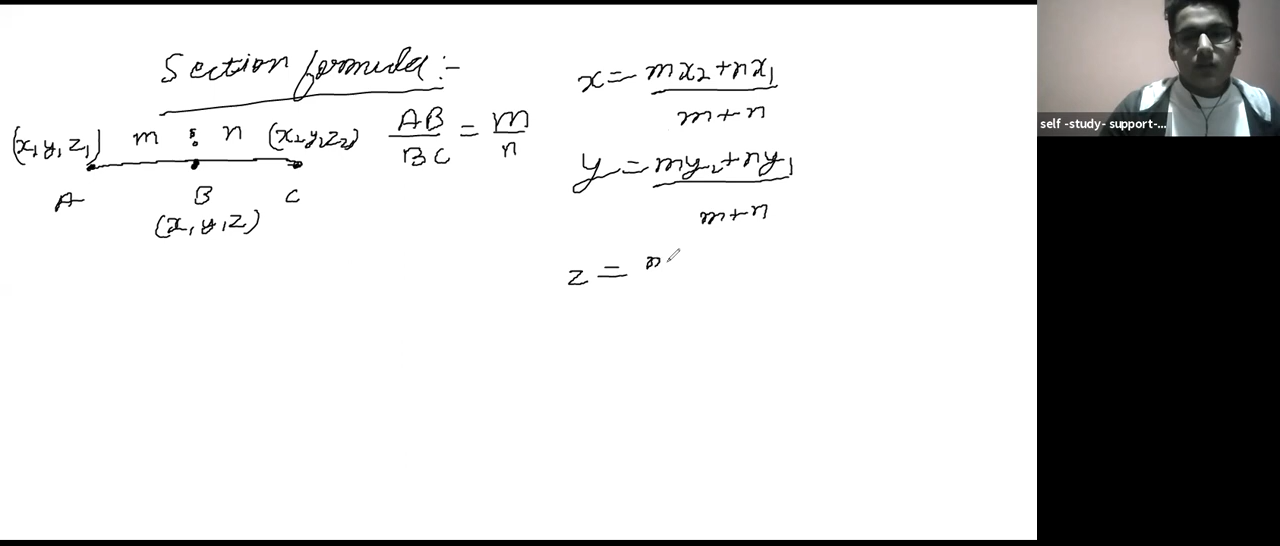 Section formula :-
(x₁ y₁ z₁) m : n (x₂ y₂ z₂) AB/BC = m/n
A B C
(x, y, z)
x = mx₂ + nx₁
m + n
y = my₂ + ny₁
m + n
z = m
self -study- support-...